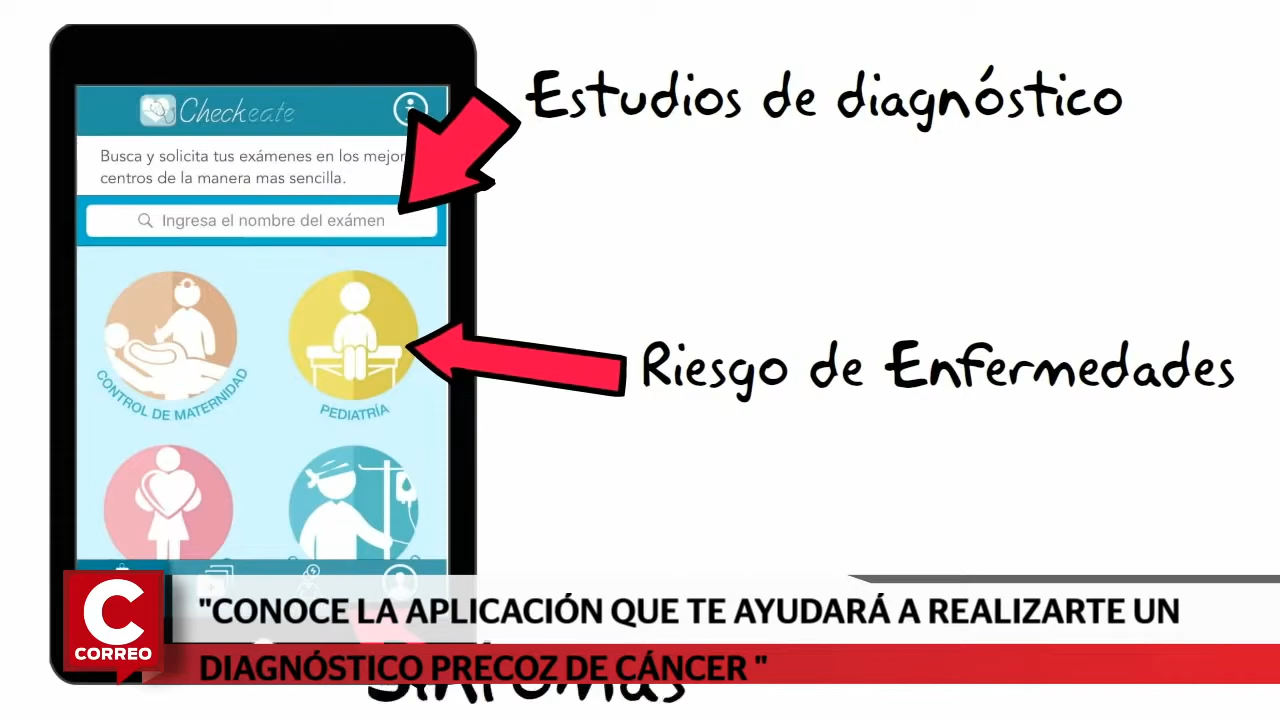 Estudios de diagnóstico
Checkeate
Busca y solicita tus exámenes en los mejor
centros de la manera mas sencilla.
Ingresa el nombre del exámen
Riesgo de Enfermedades
CONTROL DE MATERNIDAD
PEDIATRÍA
"CONOCE LA APLICACIÓN QUE TE AYUDARÁ A REALIZARTE UN
DIAGNÓSTICO PRECOZ DE CÁNCER "
C
CORREO
Síntomas